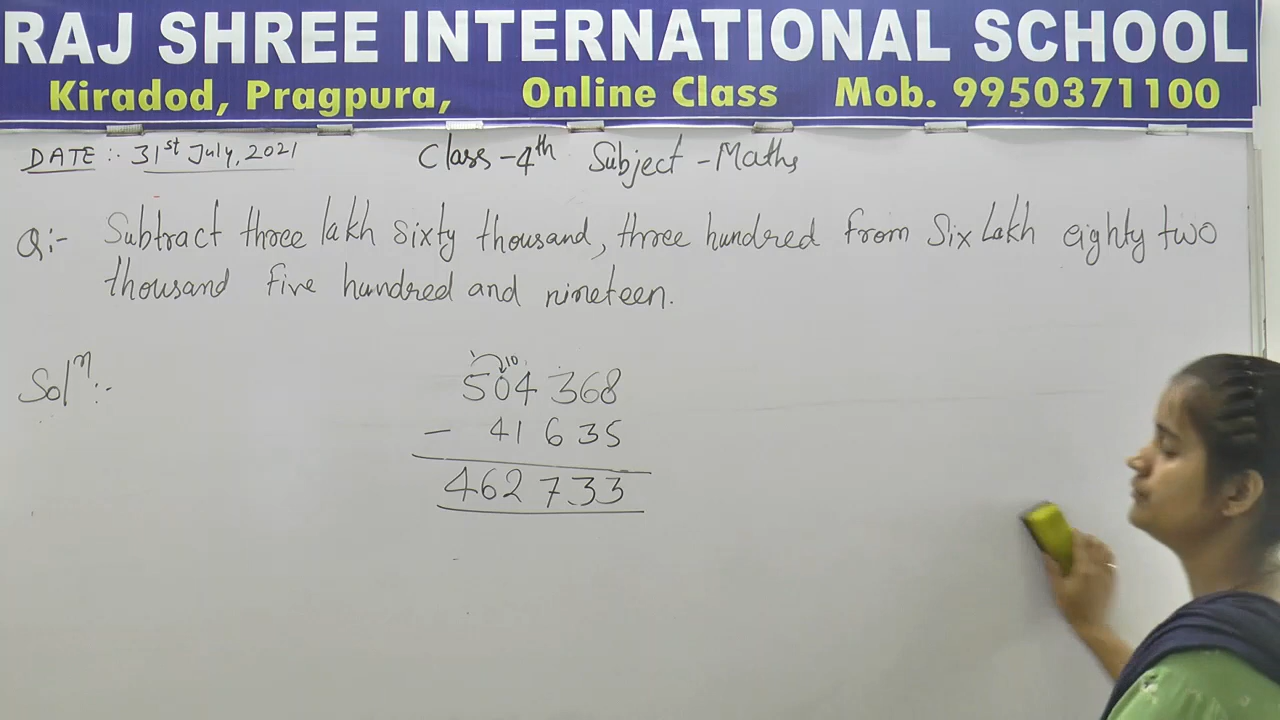 RAJ SHREE INTERNATIONAL SCHOOL
Kiradod, Pragpura, Online Class Mob. 9950371100
DATE :- 31st July, 2021 Class - 4th Subject - Maths
Q:- Subtract three lakh sixty thousand, three hundred from Six Lakh eighty two
thousand five hundred and nineteen.
Solⁿ:-
10
504 368
- 41 635
462 733